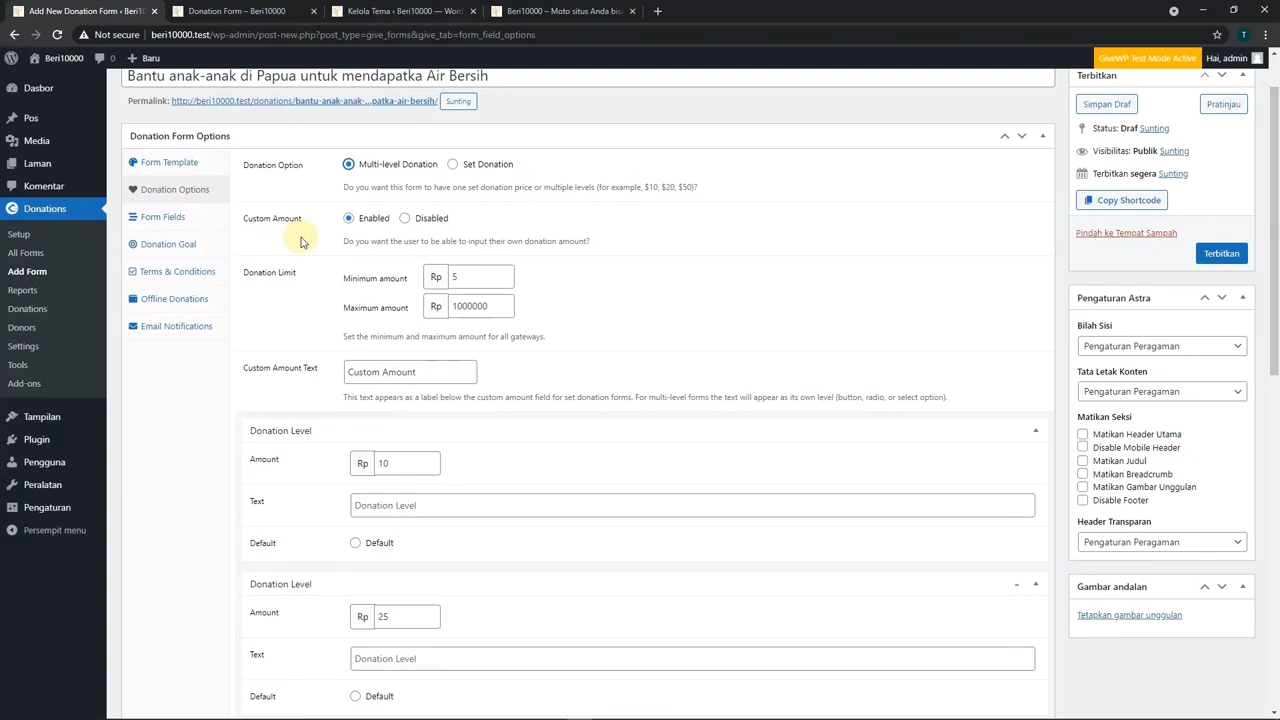 Add New Donation Form ‹ Beri10
Donation Form – Beri10000
Kelola Tema ‹ Beri10000 — Word
Beri10000 – Moto situs Anda bisa
Not secure
beri10000.test/wp-admin/post-new.php?post_type=give_forms&give_tab=form_field_options
T
Beri10000
0
Baru
GiveWP Test Mode Active
Hai, admin
Dasbor
Pos
Media
Laman
Komentar
Donations
Setup
All Forms
Add Form
Reports
Donations
Donors
Settings
Tools
Add-ons
Tampilan
Plugin
Pengguna
Peralatan
Pengaturan
Persempit menu
Bantu anak-anak di Papua untuk mendapatka Air Bersih
Permalink: http://beri10000.test/donations/bantu-anak-anak-...patka-air-bersih/ Sunting
Donation Form Options
Form Template
Donation Options
Form Fields
Donation Goal
Terms & Conditions
Offline Donations
Email Notifications
Donation Option
Multi-level Donation
Set Donation
Do you want this form to have one set donation price or multiple levels (for example, $10, $20, $50)?
Custom Amount
Enabled
Disabled
Do you want the user to be able to input their own donation amount?
Donation Limit
Minimum amount
Rp 5
Maximum amount
Rp 1000000
Set the minimum and maximum amount for all gateways.
Custom Amount Text
Custom Amount
This text appears as a label below the custom amount field for set donation forms. For multi-level forms the text will appear as its own level (button, radio, or select option).
Donation Level
Amount
Rp 10
Text
Donation Level
Default
Default
Donation Level
Amount
Rp 25
Text
Donation Level
Default
Default
Terbitkan
Simpan Draf
Pratinjau
Status: Draf Sunting
Visibilitas: Publik Sunting
Terbitkan segera Sunting
Copy Shortcode
Pindah ke Tempat Sampah
Terbitkan
Pengaturan Astra
Bilah Sisi
Pengaturan Peragaman
Tata Letak Konten
Pengaturan Peragaman
Matikan Seksi
Matikan Header Utama
Disable Mobile Header
Matikan Judul
Matikan Breadcrumb
Matikan Gambar Unggulan
Disable Footer
Header Transparan
Pengaturan Peragaman
Gambar andalan
Tetapkan gambar unggulan